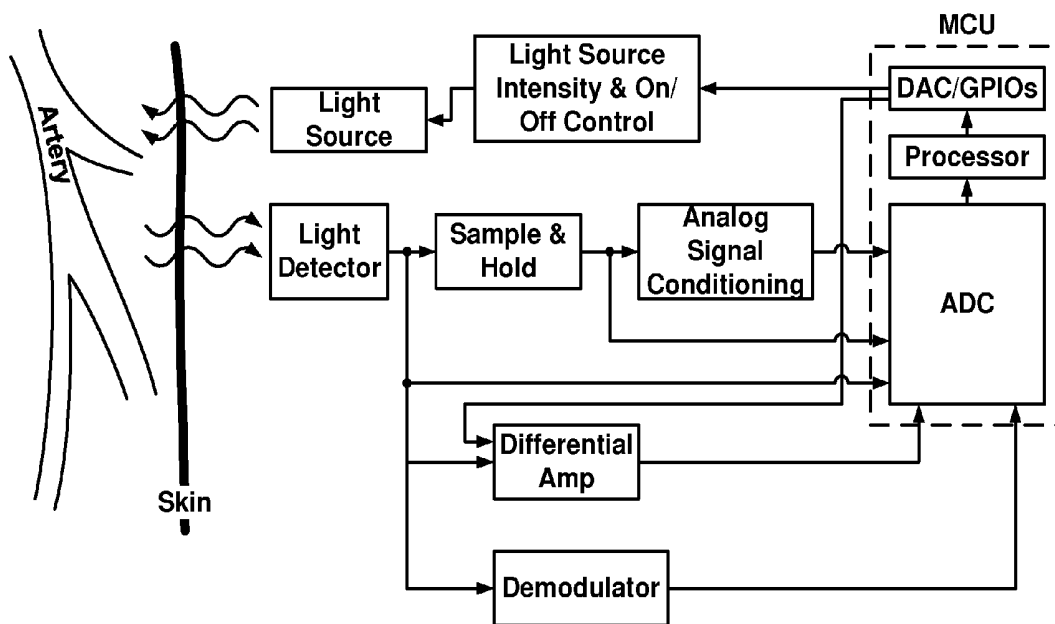 MCU
Light Source
Intensity & On/
Off Control
DAC/GPIOs
Light
Source
Artery
Processor
Light
Detector
Sample &
Hold
Analog
Signal
Conditioning
ADC
Differential
Amp
Skin
Demodulator